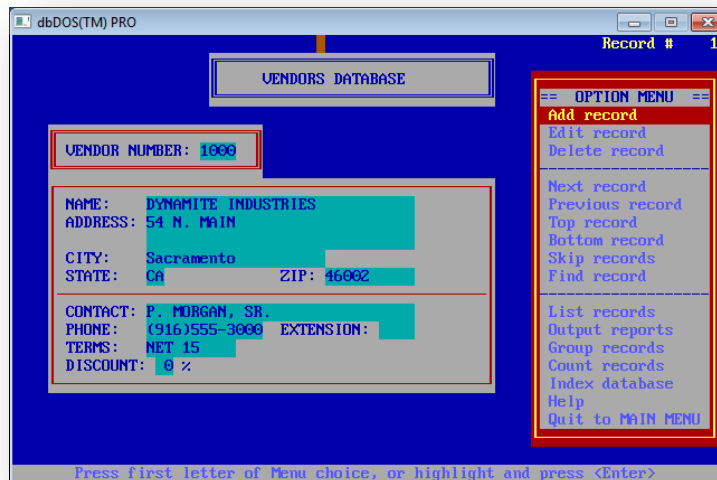 dbDOS(TM) PRO
Record # 1
VENDORS DATABASE
VENDOR NUMBER: 1000
NAME: DYNAMITE INDUSTRIES
ADDRESS: 54 N. MAIN
CITY: Sacramento
STATE: CA ZIP: 46002
CONTACT: P. MORGAN, SR.
PHONE: (916)555-3000 EXTENSION:
TERMS: NET 15
DISCOUNT: 0 %
== OPTION MENU ==
Add record
Edit record
Delete record
Next record
Previous record
Top record
Bottom record
Skip records
Find record
List records
Output reports
Group records
Count records
Index database
Help
Quit to MAIN MENU
Press first letter of Menu choice, or highlight and press <Enter>